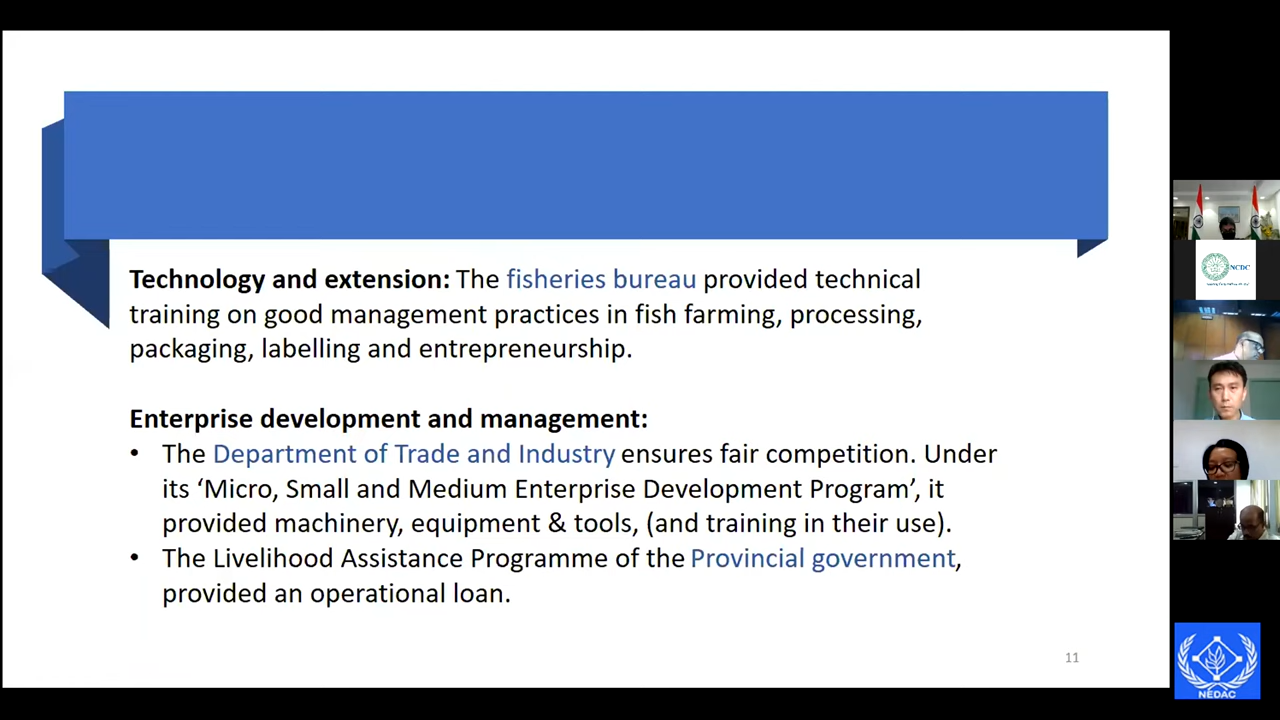 Technology and extension: The fisheries bureau provided technical
training on good management practices in fish farming, processing,
packaging, labelling and entrepreneurship.
Enterprise development and management:
• The Department of Trade and Industry ensures fair competition. Under
its ‘Micro, Small and Medium Enterprise Development Program’, it
provided machinery, equipment & tools, (and training in their use).
• The Livelihood Assistance Programme of the Provincial government,
provided an operational loan.
11
NCDC
NEDAC